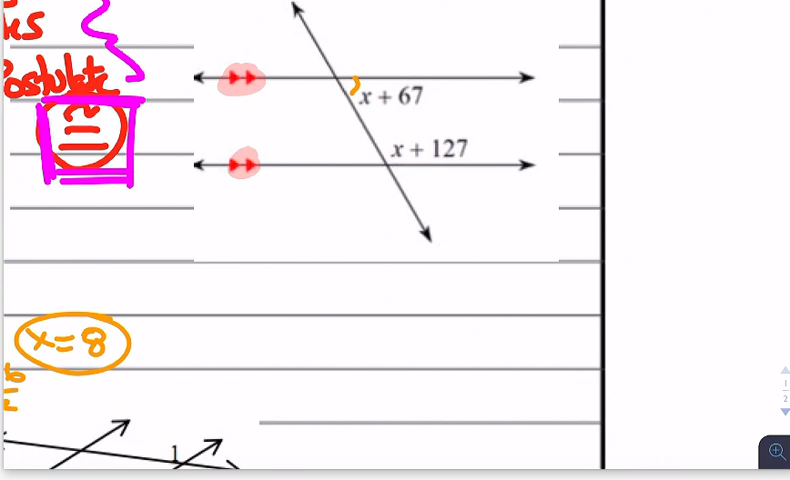 Postulate
≅
x + 67
x + 127
x = 8
1
1
2